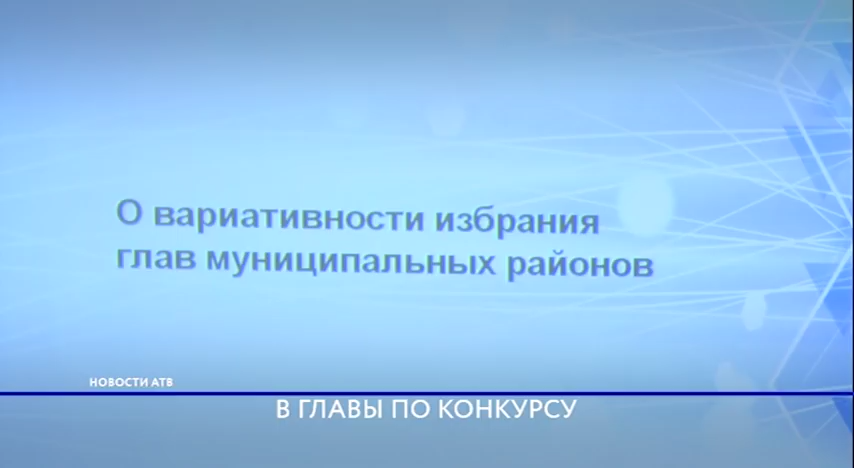 О вариативности избрания
глав муниципальных районов
НОВОСТИ АТВ
В ГЛАВЫ ПО КОНКУРСУ